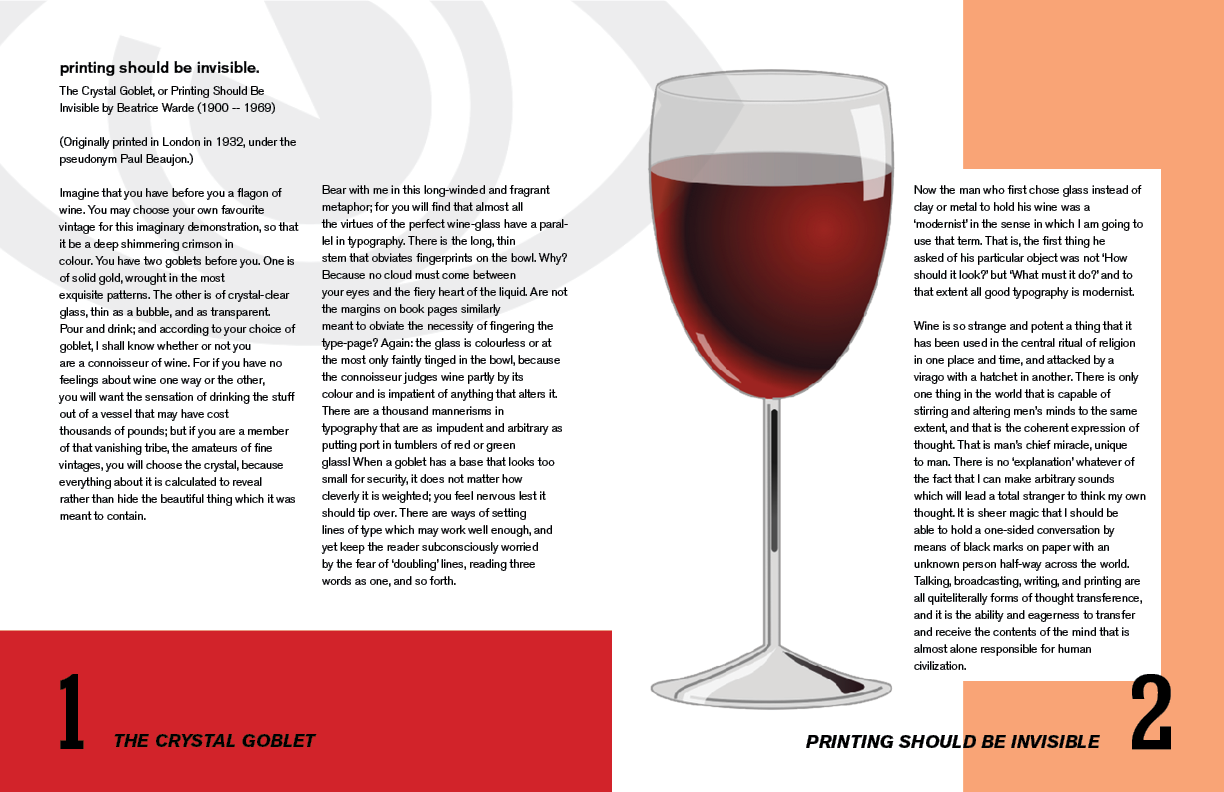 printing should be invisible.
The Crystal Goblet, or Printing Should Be
Invisible by Beatrice Warde (1900 -- 1969)
(Originally printed in London in 1932, under the
pseudonym Paul Beaujon.)
Imagine that you have before you a flagon of
wine. You may choose your own favourite
vintage for this imaginary demonstration, so that
it be a deep shimmering crimson in
colour. You have two goblets before you. One is
of solid gold, wrought in the most
exquisite patterns. The other is of crystal-clear
glass, thin as a bubble, and as transparent.
Pour and drink; and according to your choice of
goblet, I shall know whether or not you
are a connoisseur of wine. For if you have no
feelings about wine one way or the other,
you will want the sensation of drinking the stuff
out of a vessel that may have cost
thousands of pounds; but if you are a member
of that vanishing tribe, the amateurs of fine
vintages, you will choose the crystal, because
everything about it is calculated to reveal
rather than hide the beautiful thing which it was
meant to contain.
Bear with me in this long-winded and fragrant
metaphor; for you will find that almost all
the virtues of the perfect wine-glass have a paral-
lel in typography. There is the long, thin
stem that obviates fingerprints on the bowl. Why?
Because no cloud must come between
your eyes and the fiery heart of the liquid. Are not
the margins on book pages similarly
meant to obviate the necessity of fingering the
type-page? Again: the glass is colourless or at
the most only faintly tinged in the bowl, because
the connoisseur judges wine partly by its
colour and is impatient of anything that alters it.
There are a thousand mannerisms in
typography that are as impudent and arbitrary as
putting port in tumblers of red or green
glass! When a goblet has a base that looks too
small for security, it does not matter how
cleverly it is weighted; you feel nervous lest it
should tip over. There are ways of setting
lines of type which may work well enough, and
yet keep the reader subconsciously worried
by the fear of ‘doubling’ lines, reading three
words as one, and so forth.
Now the man who first chose glass instead of
clay or metal to hold his wine was a
‘modernist’ in the sense in which I am going to
use that term. That is, the first thing he
asked of his particular object was not ‘How
should it look?’ but ‘What must it do?’ and to
that extent all good typography is modernist.
Wine is so strange and potent a thing that it
has been used in the central ritual of religion
in one place and time, and attacked by a
virago with a hatchet in another. There is only
one thing in the world that is capable of
stirring and altering men’s minds to the same
extent, and that is the coherent expression of
thought. That is man’s chief miracle, unique
to man. There is no ‘explanation’ whatever of
the fact that I can make arbitrary sounds
which will lead a total stranger to think my own
thought. It is sheer magic that I should be
able to hold a one-sided conversation by
means of black marks on paper with an
unknown person half-way across the world.
Talking, broadcasting, writing, and printing are
all quiteliterally forms of thought transference,
and it is the ability and eagerness to transfer
and receive the contents of the mind that is
almost alone responsible for human
civilization.
1 THE CRYSTAL GOBLET
PRINTING SHOULD BE INVISIBLE 2